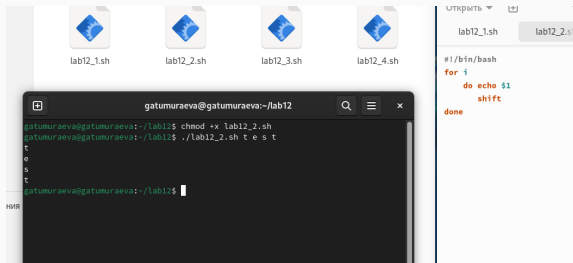 lab12_1.sh
lab12_2.sh
lab12_3.sh
lab12_4.sh
gatumuraeva@gatumuraeva:~/lab12
gatumuraeva@gatumuraeva:~/lab12$ chmod +x lab12_2.sh
gatumuraeva@gatumuraeva:~/lab12$ ./lab12_2.sh t e s t
t
e
s
t
gatumuraeva@gatumuraeva:~/lab12$
ния
Открыть
lab12_1.sh
lab12_2.s
#!/bin/bash
for i
do echo $1
shift
done